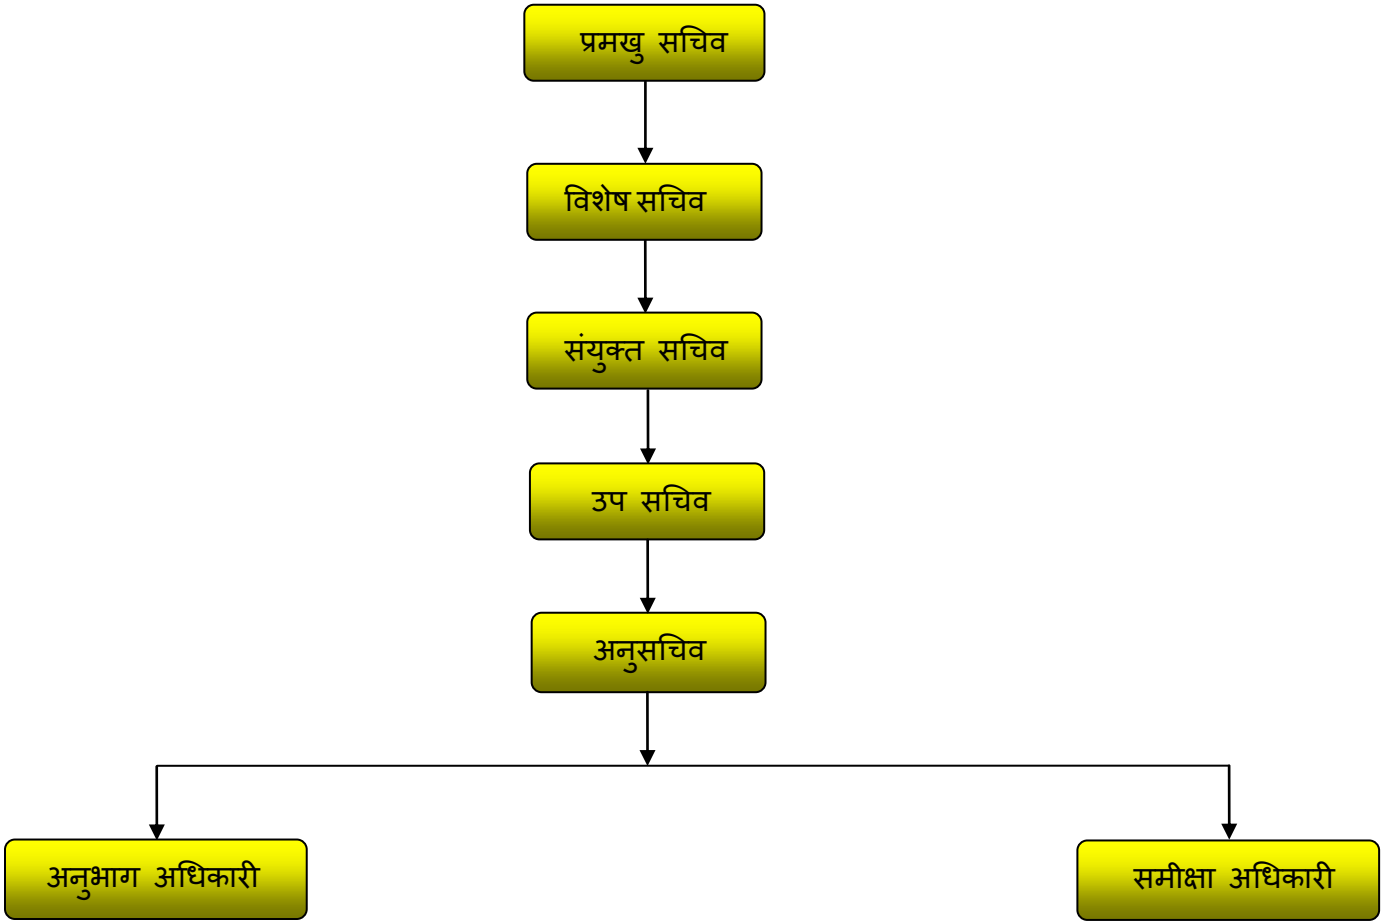 प्रमखु सचिव
विशेष सचिव
संयुक्त सचिव
उप सचिव
अनुसचिव
अनुभाग अधिकारी
समीक्षा अधिकारी